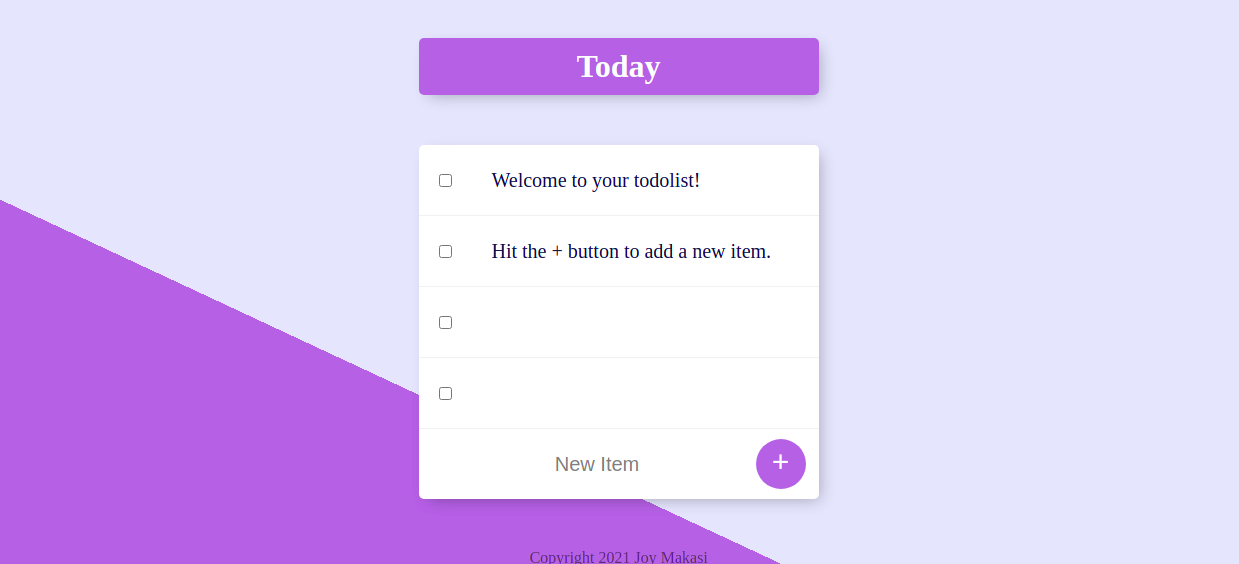 Today
Welcome to your todolist!
Hit the + button to add a new item.
New Item +
Copyright 2021 Joy Makasi